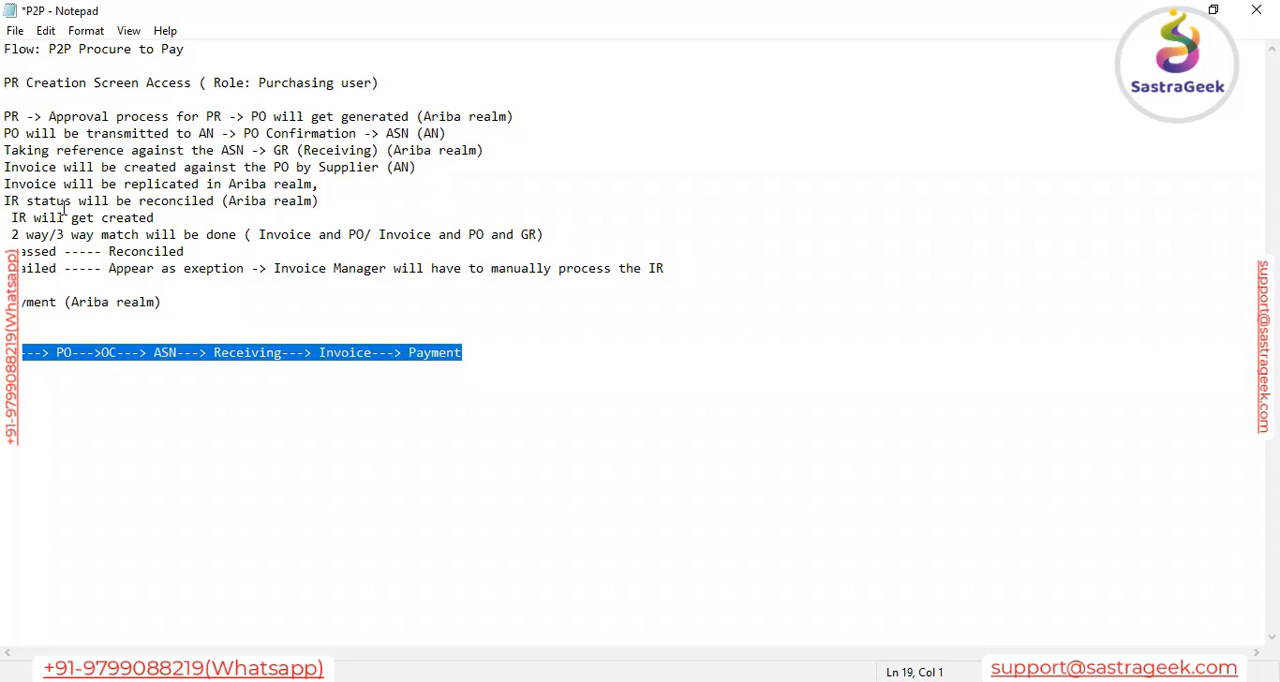 *P2P - Notepad
File Edit Format View Help
Flow: P2P Procure to Pay
PR Creation Screen Access ( Role: Purchasing user)
PR -> Approval process for PR -> PO will get generated (Ariba realm)
PO will be transmitted to AN -> PO Confirmation -> ASN (AN)
Taking reference against the ASN -> GR (Receiving) (Ariba realm)
Invoice will be created against the PO by Supplier (AN)
Invoice will be replicated in Ariba realm,
IR status will be reconciled (Ariba realm)
IR will get created
2 way/3 way match will be done ( Invoice and PO/ Invoice and PO and GR)
assed ----- Reconciled
ailed ----- Appear as exeption -> Invoice Manager will have to manually process the IR
yment (Ariba realm)
---> PO--->OC---> ASN---> Receiving---> Invoice---> Payment
SastraGeek
+91-9799088219(Whatsapp)
support@sastrageek.com
+91-9799088219(Whatsapp)
Ln 19, Col 1
support@sastrageek.com